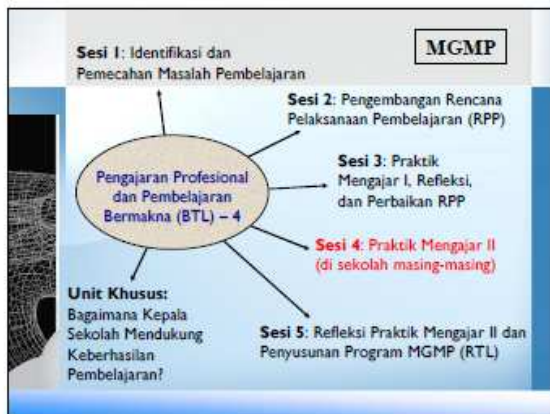 MGMP
Sesi 1: Identifikasi dan
Pemecahan Masalah Pembelajaran
Sesi 2: Pengembangan Rencana
Pelaksanaan Pembelajaran (RPP)
Sesi 3: Praktik
Mengajar I, Refleksi,
dan Perbaikan RPP
Pengajaran Profesional
dan Pembelajaran
Bermakna (BTL) – 4
Sesi 4: Praktik Mengajar II
(di sekolah masing-masing)
Unit Khusus:
Bagaimana Kepala
Sekolah Mendukung
Keberhasilan
Pembelajaran?
Sesi 5: Refleksi Praktik Mengajar II dan
Penyusunan Program MGMP (RTL)